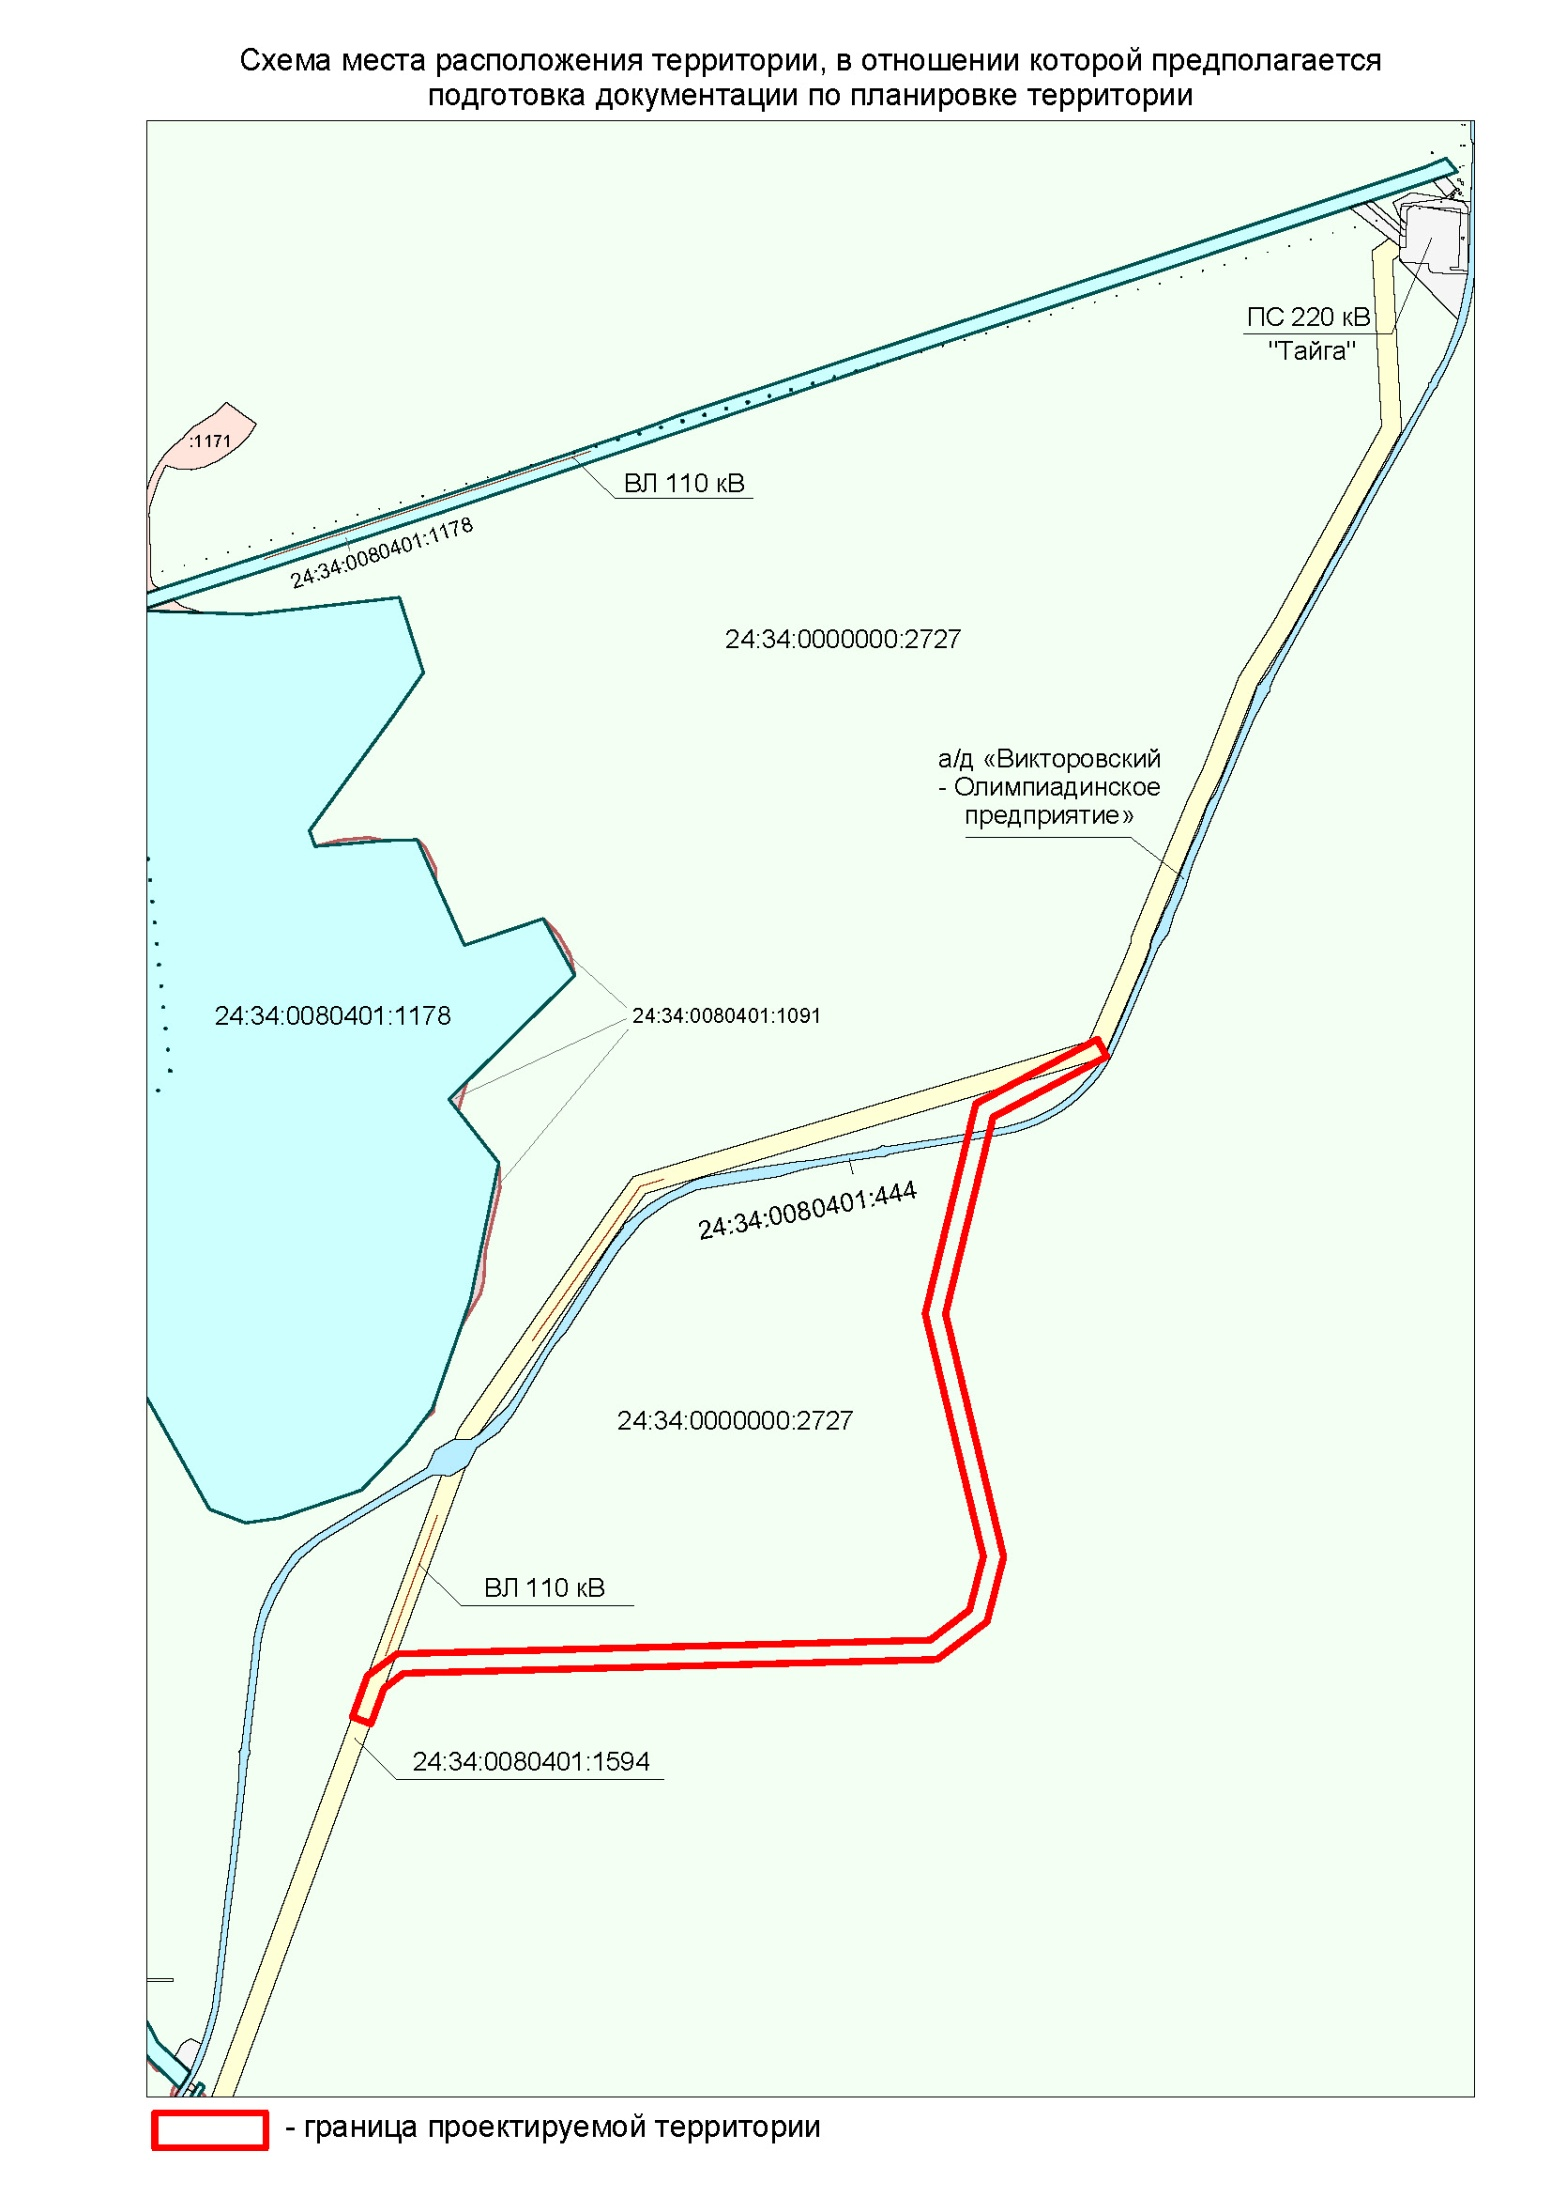 Схема места расположения территории, в отношении которой предполагается
подготовка документации по планировке территории
ПС 220 кВ
"Тайга"
:1171
ВЛ 110 кВ
24:34:0080401:1178
24:34:0000000:2727
а/д «Викторовский
- Олимпиадинское
предприятие»
24:34:0080401:1178
24:34:0080401:1091
24:34:0080401:444
24:34:0000000:2727
ВЛ 110 кВ
24:34:0080401:1594
- граница проектируемой территории